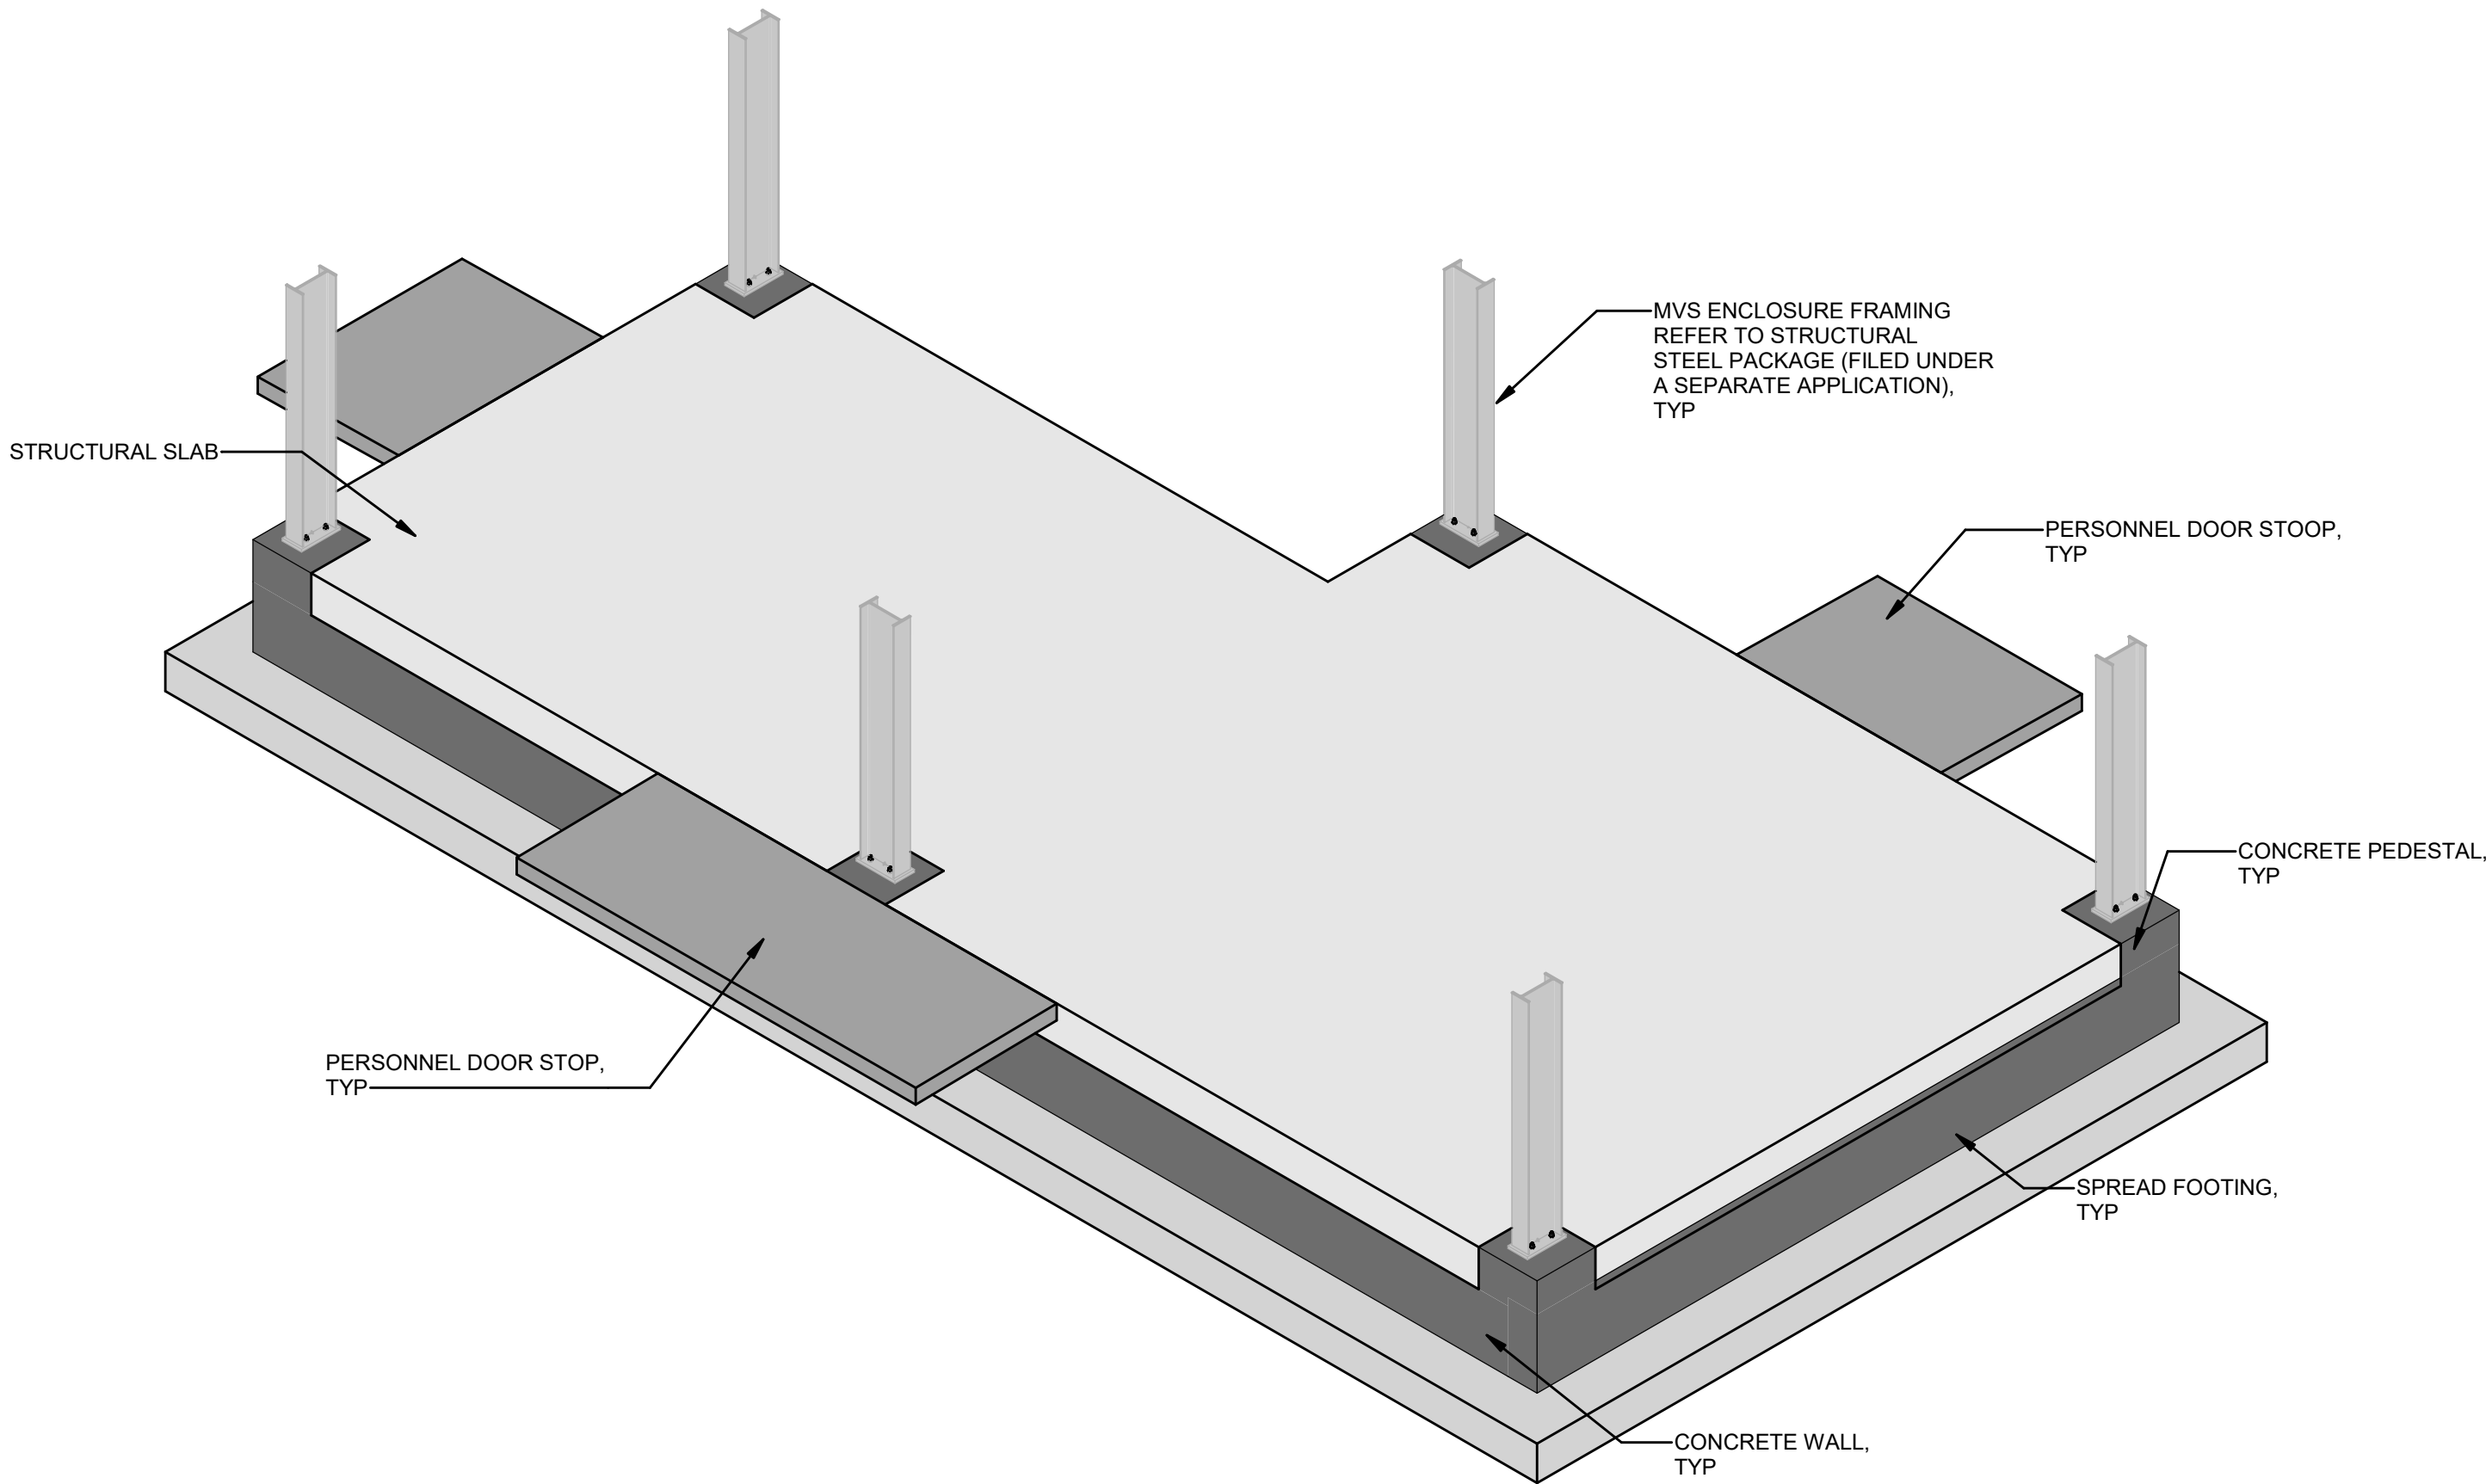 MVS ENCLOSURE FRAMING
REFER TO STRUCTURAL
STEEL PACKAGE (FILED UNDER
A SEPARATE APPLICATION),
TYP
STRUCTURAL SLAB
PERSONNEL DOOR STOOP,
TYP
CONCRETE PEDESTAL,
TYP
PERSONNEL DOOR STOP,
TYP
SPREAD FOOTING,
TYP
CONCRETE WALL,
TYP